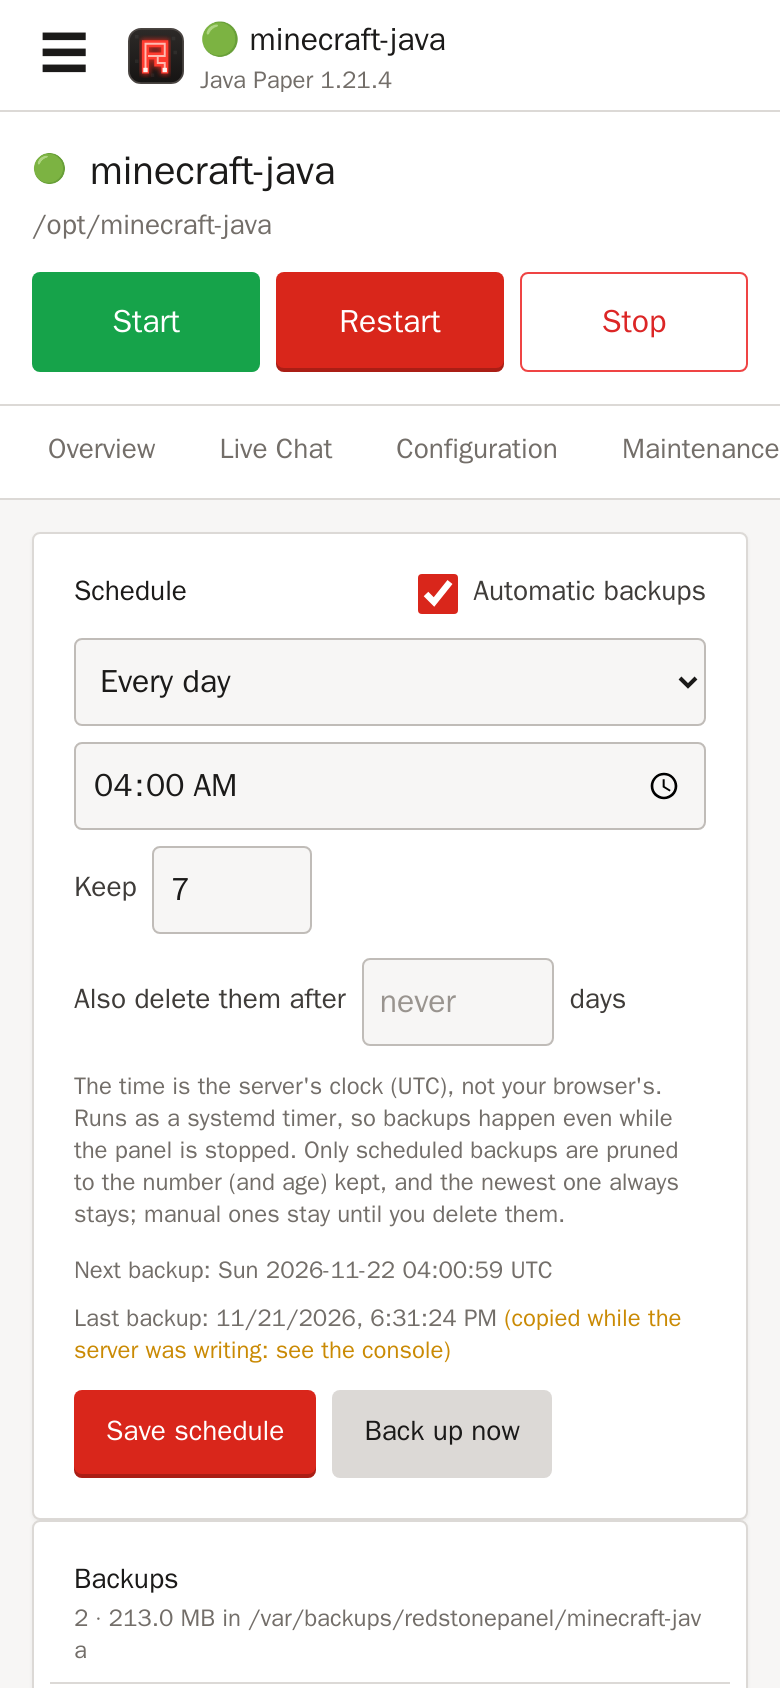 minecraft-java
Java Paper 1.21.4
minecraft-java
/opt/minecraft-java
Start
Restart
Stop
Overview
Live Chat
Configuration
Maintenance
Schedule
Automatic backups
Every day
04:00 AM
Keep
7
Also delete them after
never
days
The time is the server's clock (UTC), not your browser's.
Runs as a systemd timer, so backups happen even while
the panel is stopped. Only scheduled backups are pruned
to the number (and age) kept, and the newest one always
stays; manual ones stay until you delete them.
Next backup: Sun 2026-11-22 04:00:59 UTC
Last backup: 11/21/2026, 6:31:24 PM (copied while the
server was writing: see the console)
Save schedule
Back up now
Backups
2 · 213.0 MB in /var/backups/redstonepanel/minecraft-jav
a